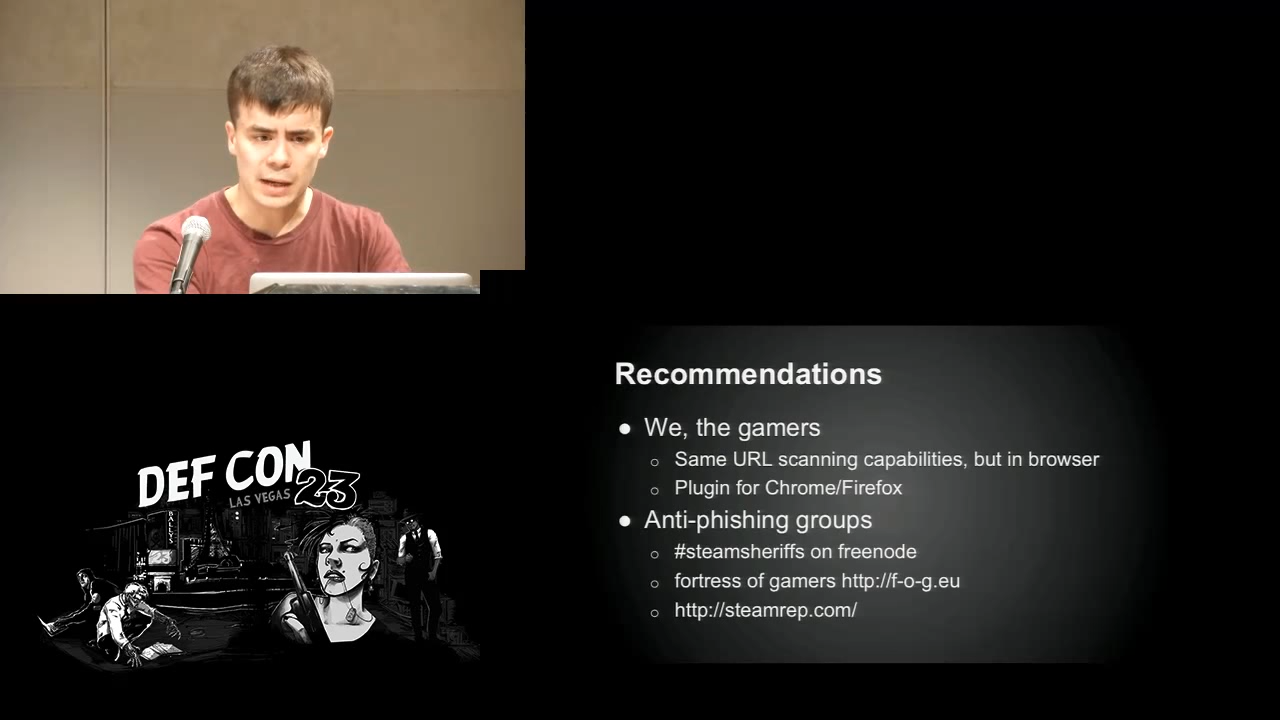 DEF CON
LAS VEGAS 23
BALLY'S
Recommendations
● We, the gamers
○ Same URL scanning capabilities, but in browser
○ Plugin for Chrome/Firefox
● Anti-phishing groups
○ #steamsheriffs on freenode
○ fortress of gamers http://f-o-g.eu
○ http://steamrep.com/